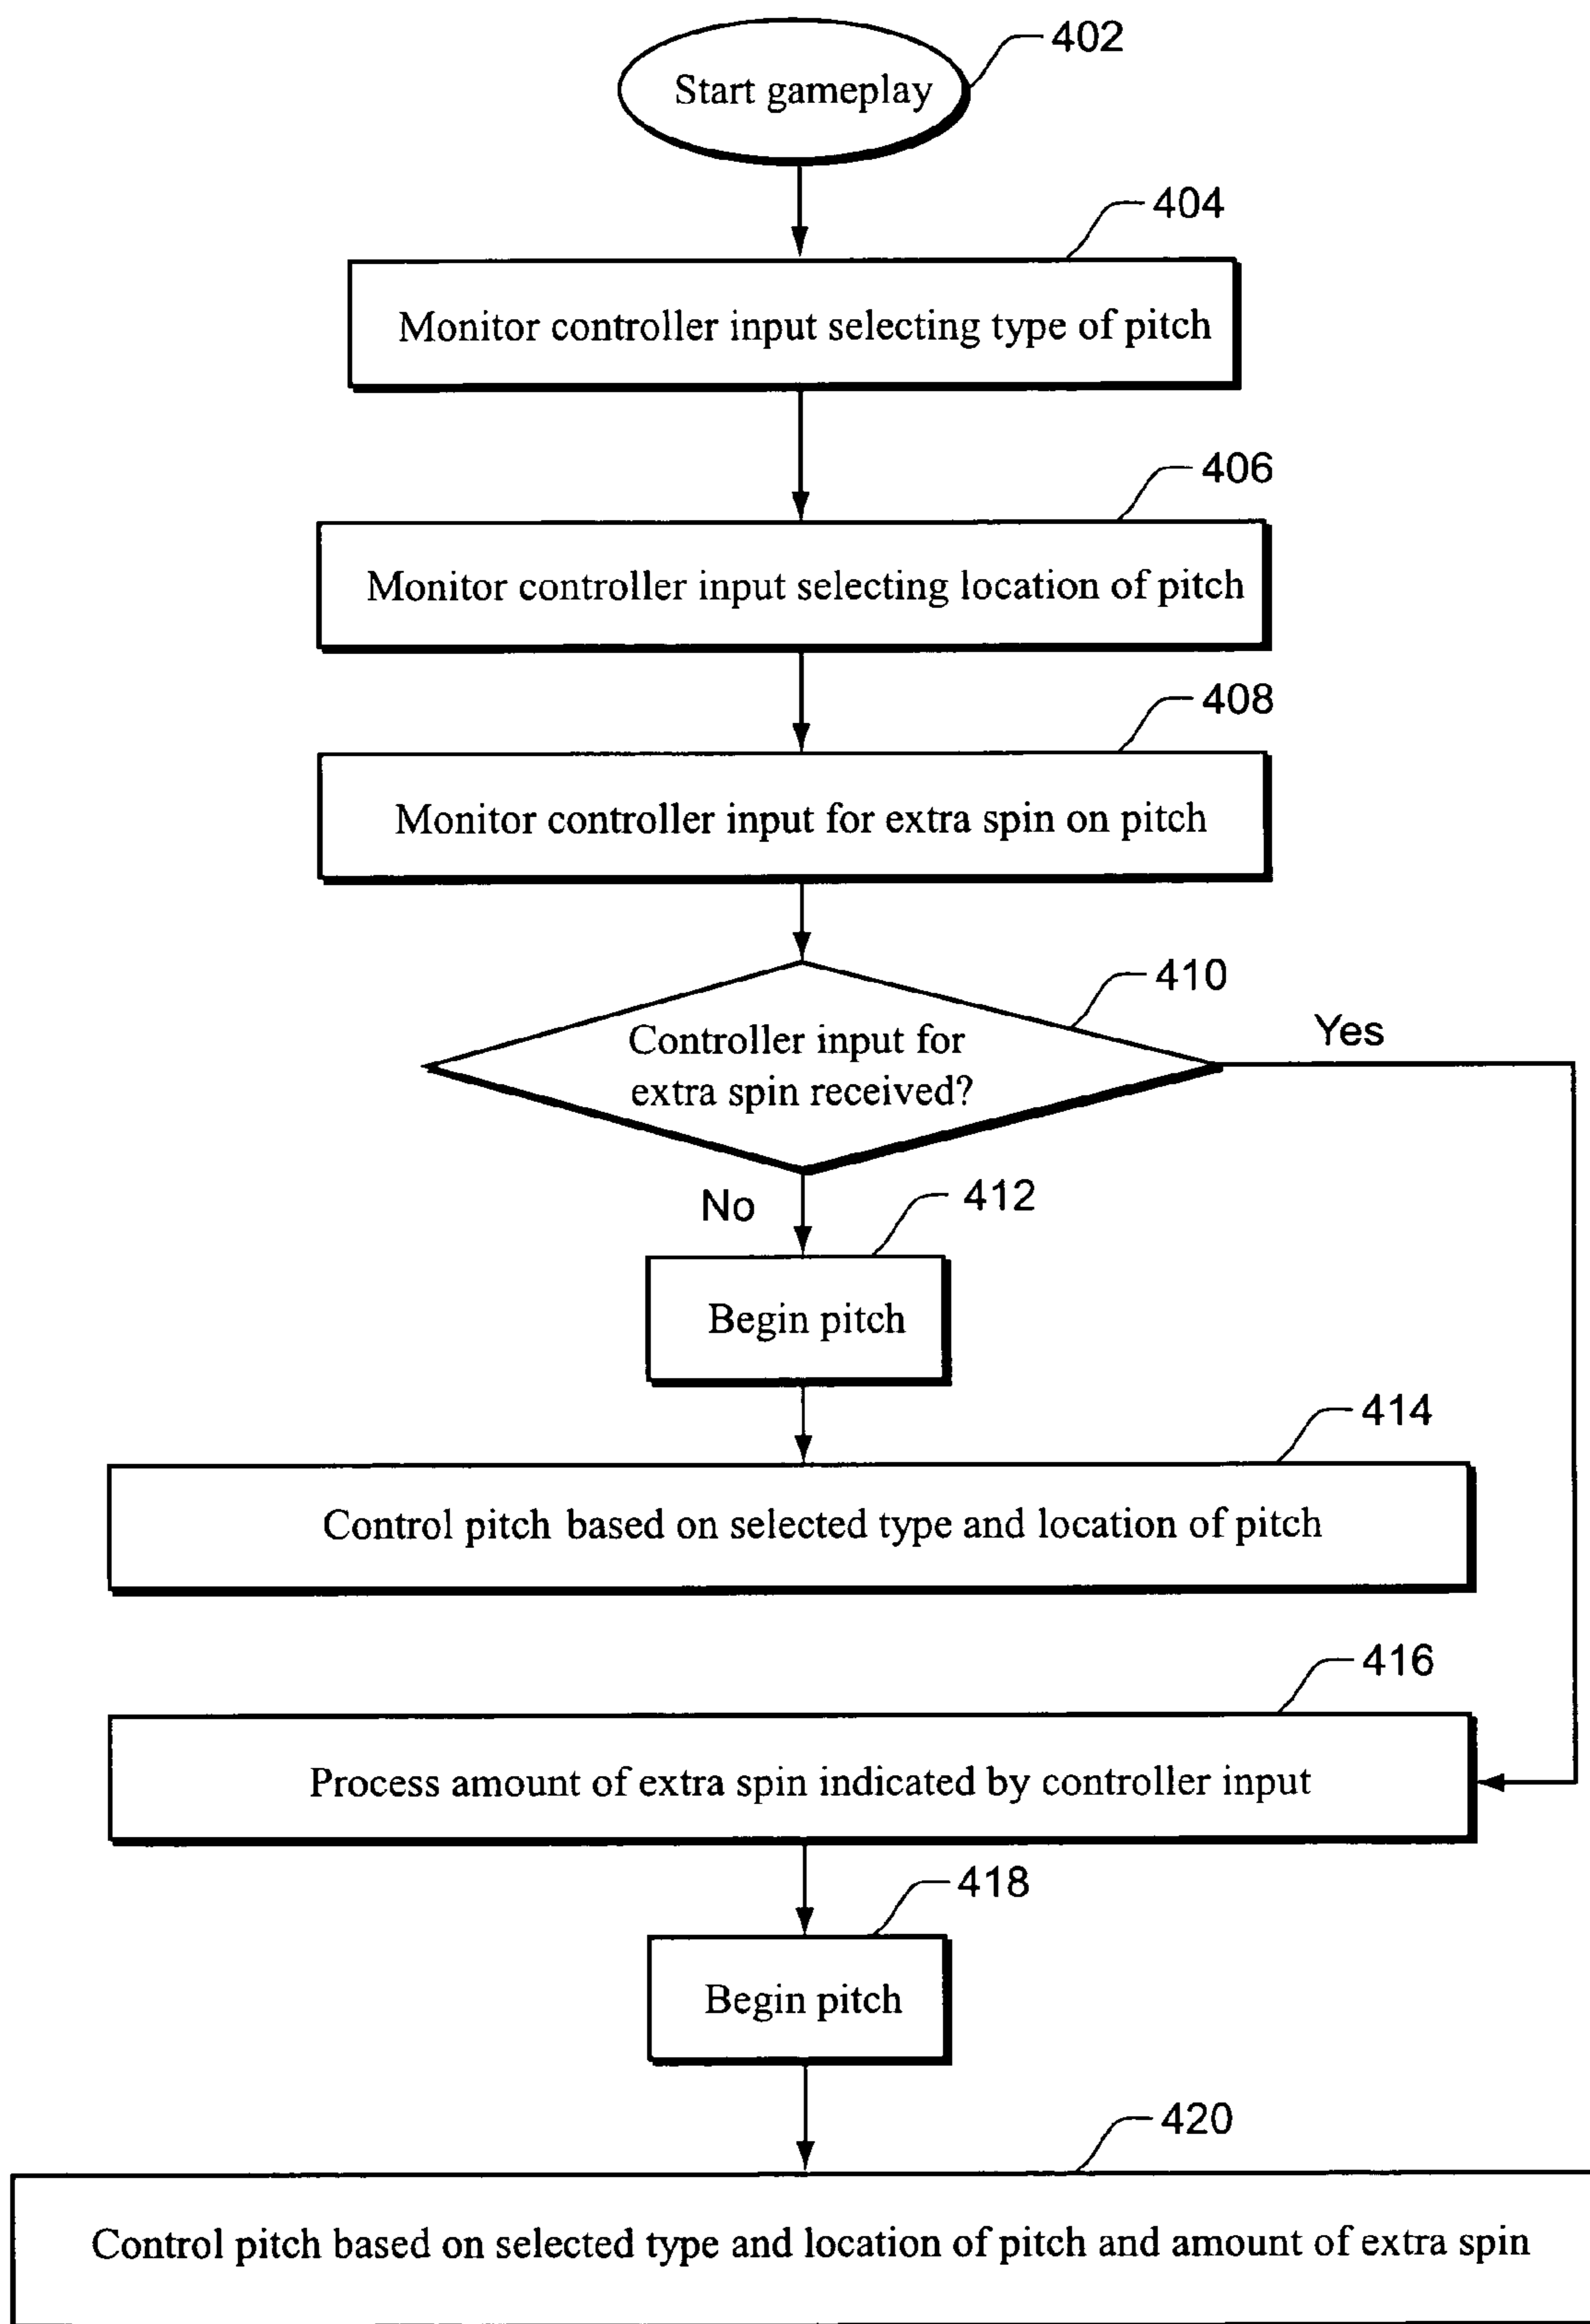 402
Start gameplay
404
Monitor controller input selecting type of pitch
406
Monitor controller input selecting location of pitch
408
Monitor controller input for extra spin on pitch
410
Controller input for
extra spin received?
Yes
No
412
Begin pitch
414
Control pitch based on selected type and location of pitch
416
Process amount of extra spin indicated by controller input
418
Begin pitch
420
Control pitch based on selected type and location of pitch and amount of extra spin